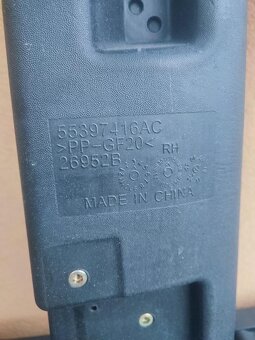 55397416AC
>PP-GF20<
RH
26952B
MADE IN CHINA